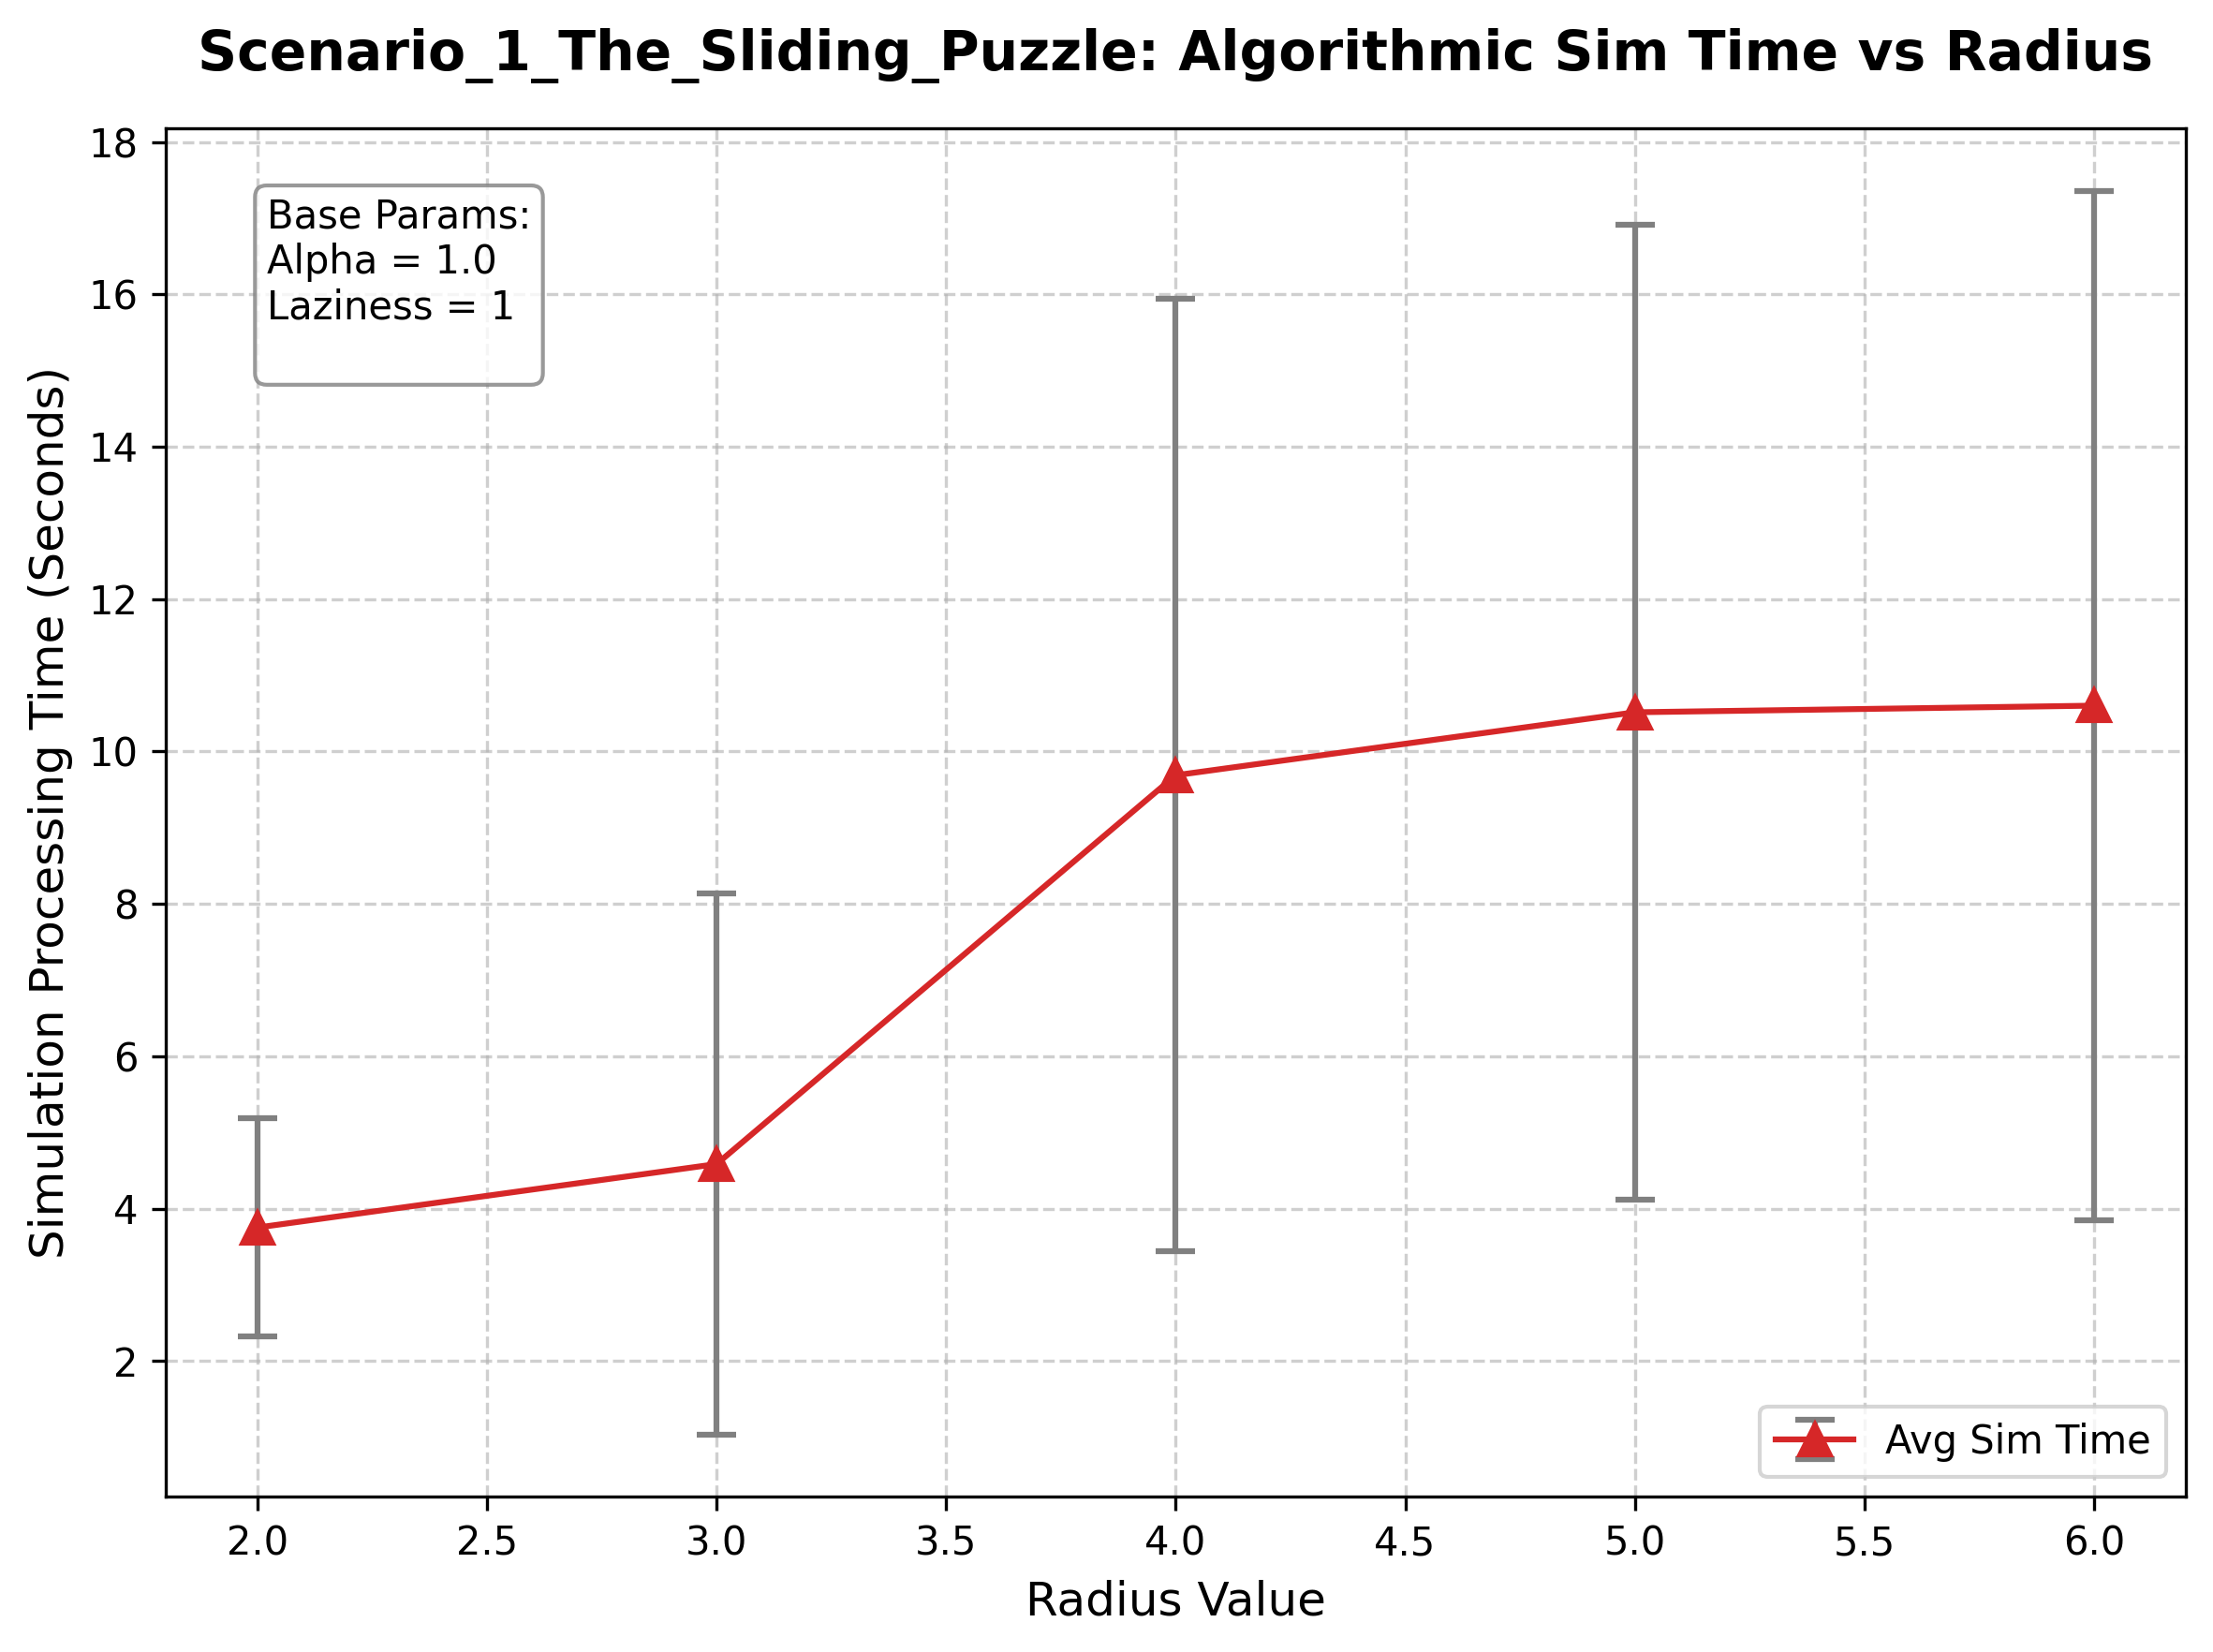 Scenario_1_The_Sliding_Puzzle: Algorithmic Sim Time vs Radius
Simulation Processing Time (Seconds)
18
16
14
12
10
8
6
4
2
Base Params:
Alpha = 1.0
Laziness = 1
Avg Sim Time
2.0 2.5 3.0 3.5 4.0 4.5 5.0 5.5 6.0
Radius Value